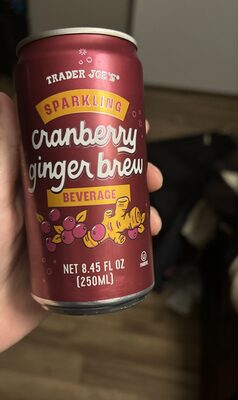 TRADER JOE'S®
SPARKLING
cranberry
ginger brew
BEVERAGE
NET 8.45 FL OZ
(250ML)